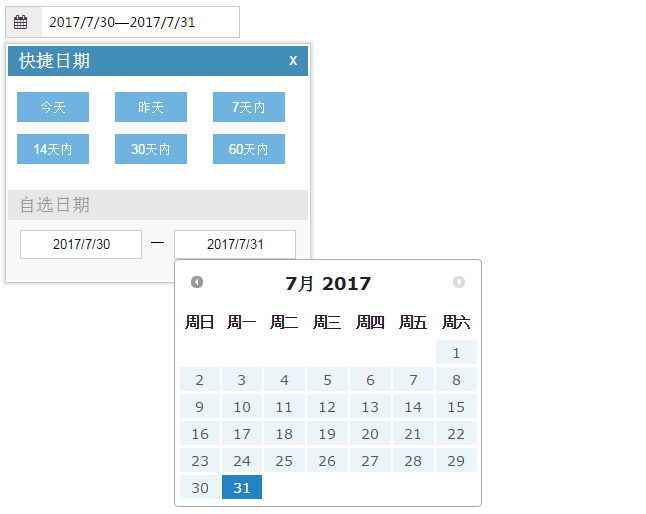 2017/7/30—2017/7/31
快捷日期 X
今天 昨天 7天内
14天内 30天内 60天内
自选日期
2017/7/30 — 2017/7/31
7月 2017
周日 周一 周二 周三 周四 周五 周六
1
2 3 4 5 6 7 8
9 10 11 12 13 14 15
16 17 18 19 20 21 22
23 24 25 26 27 28 29
30 31